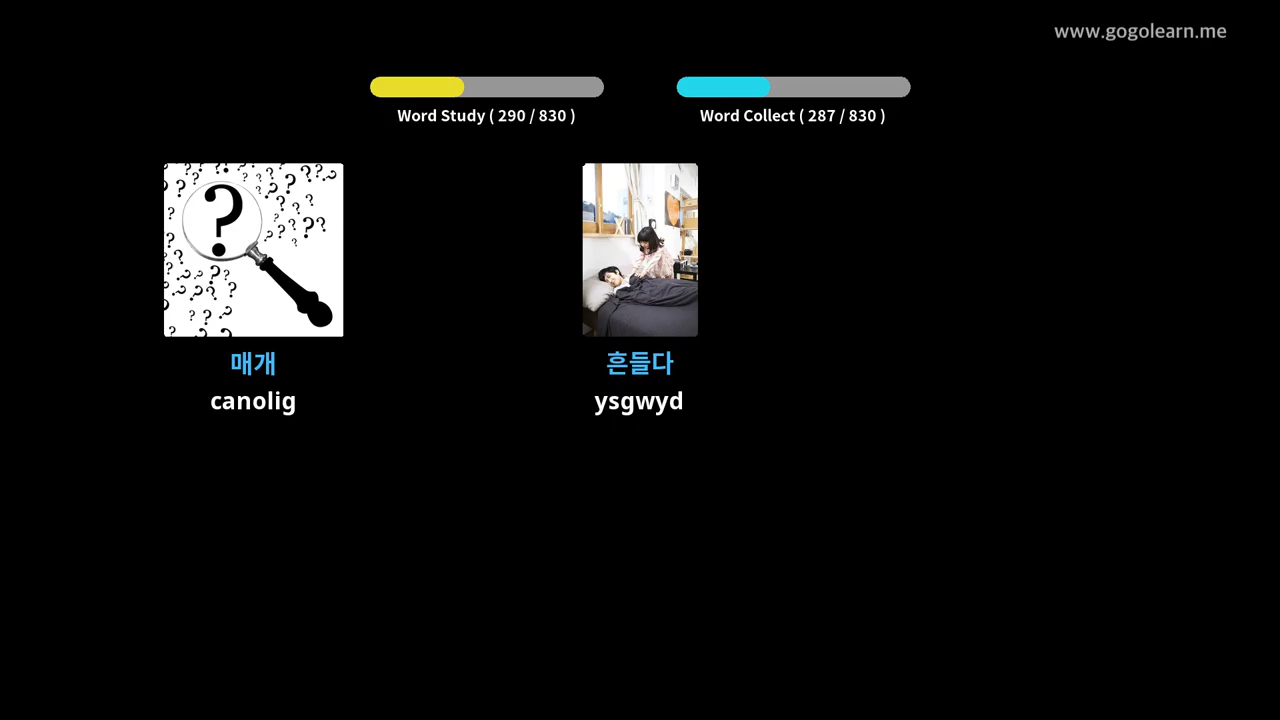 www.gogolearn.me
Word Study ( 290 / 830 )
Word Collect ( 287 / 830 )
매개
canolig
흔들다
ysgwyd